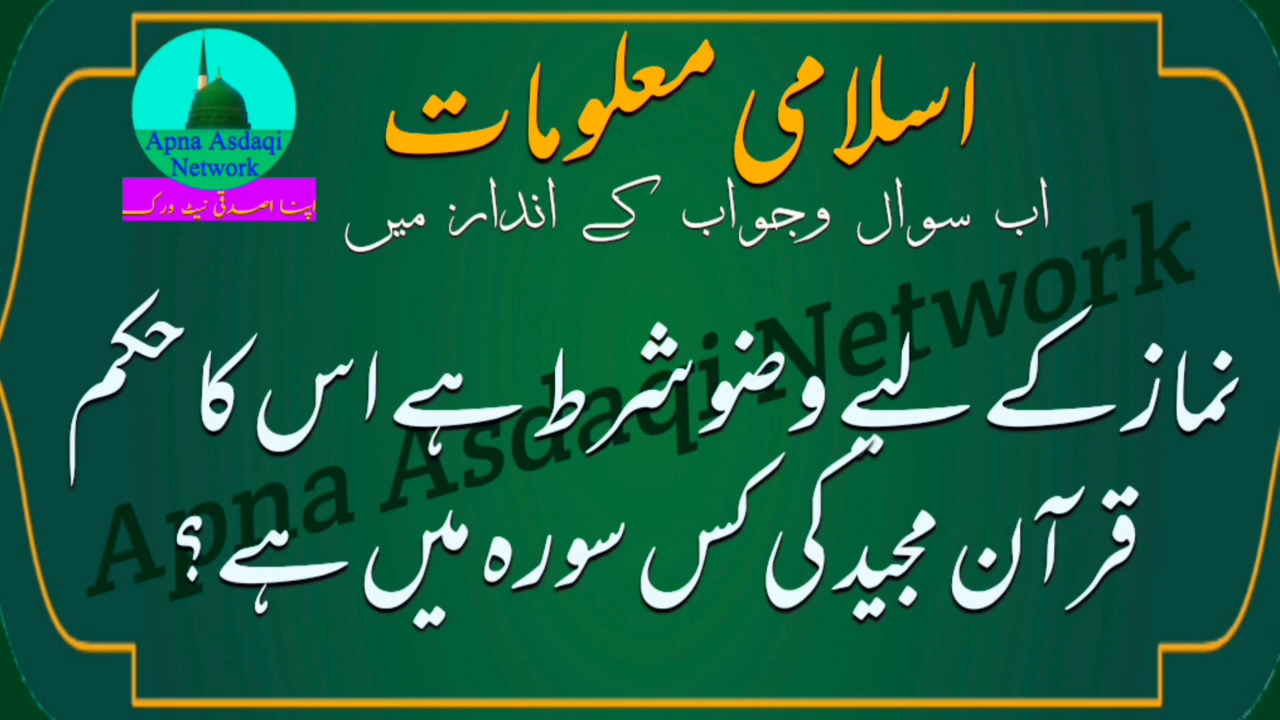 اسلامی معلومات
Apna Asdaqi
Network
اپنا اصدقی نیٹ ورک
اب سوال وجواب کے انداز میں
نماز کے لیے وضو شرط ہے اس کا حکم
قرآن مجید کی کس سورہ میں ہے؟
Apna Asdaqi Network